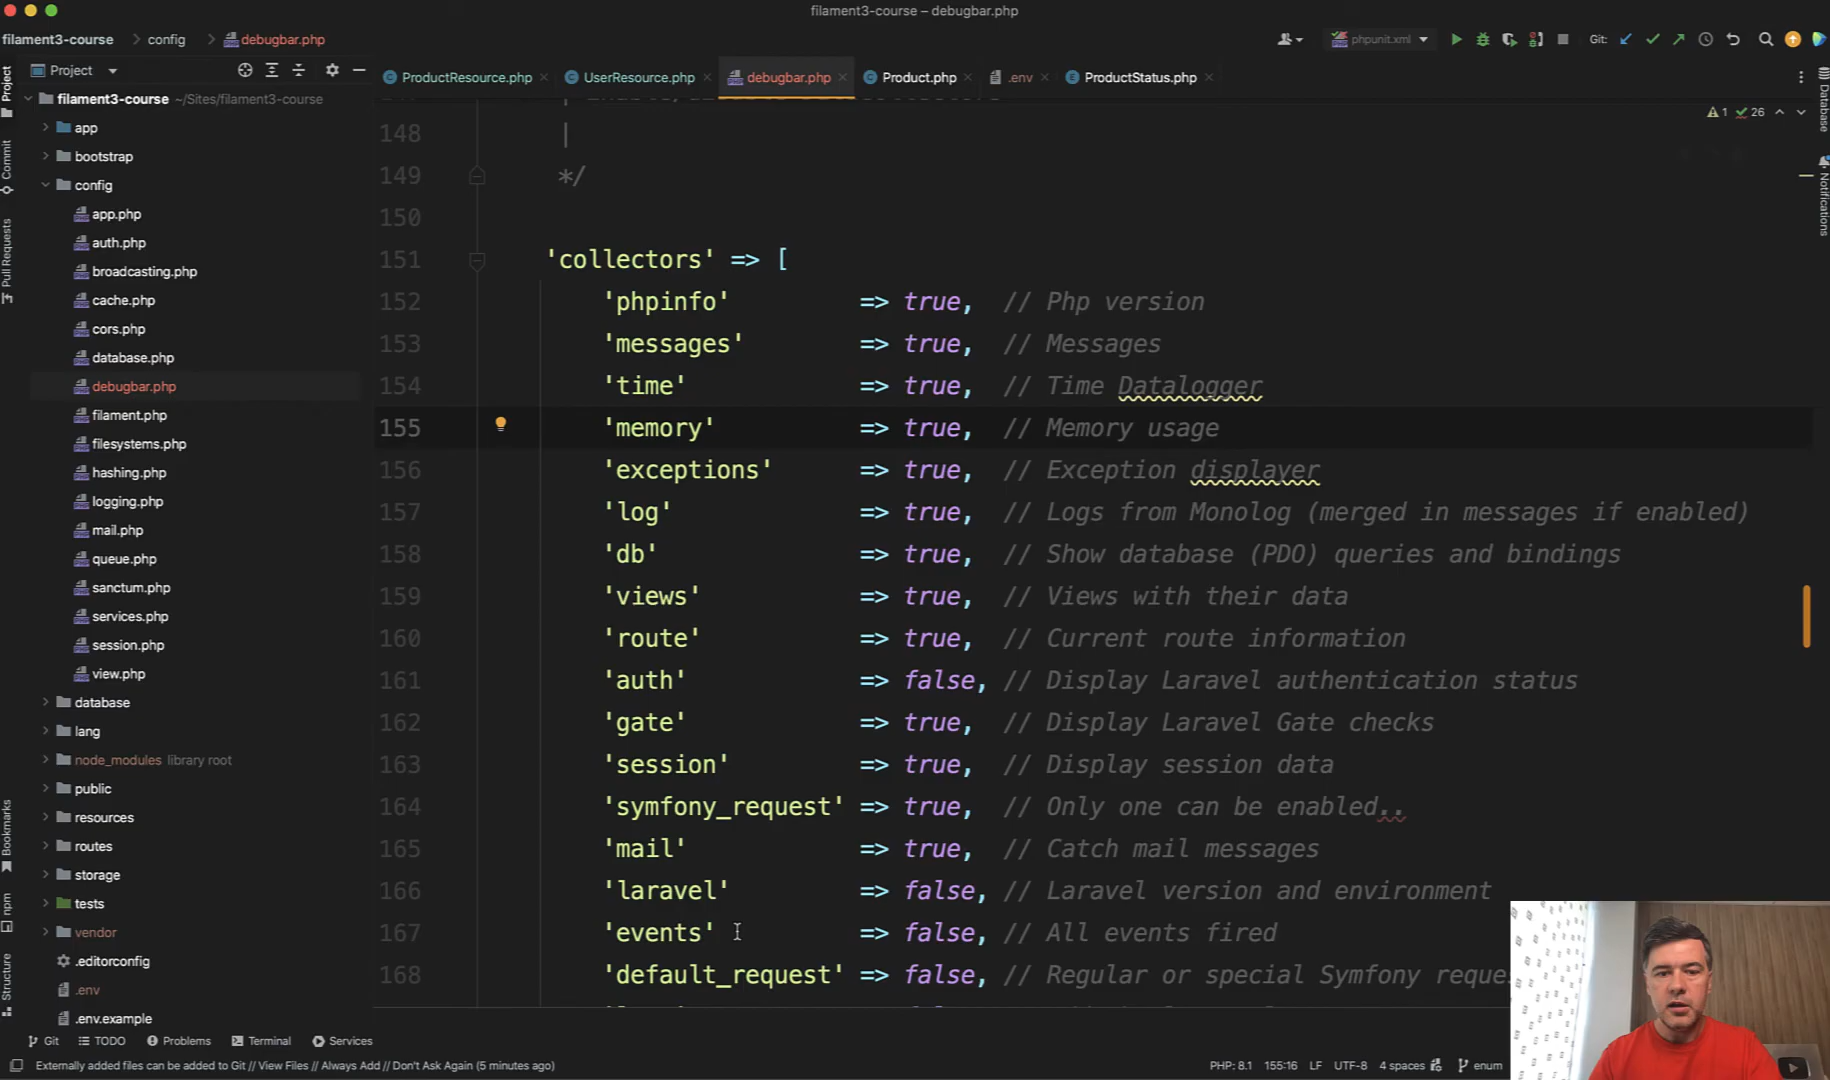 filament3-course – debugbar.php
filament3-course
config
debugbar.php
phpunit.xml
Git:
Project
ProductResource.php
UserResource.php
debugbar.php
Product.php
.env
ProductStatus.php
filament3-course ~/Sites/filament3-course
app
bootstrap
config
app.php
auth.php
broadcasting.php
cache.php
cors.php
database.php
debugbar.php
filament.php
filesystems.php
hashing.php
logging.php
mail.php
queue.php
sanctum.php
services.php
session.php
view.php
database
lang
node_modules library root
public
resources
routes
storage
tests
vendor
.editorconfig
.env
.env.example
Project
Commit
Pull Requests
Bookmarks
npm
Structure
1 26
148 |
149 */
150
151 'collectors' => [
152 'phpinfo' => true, // Php version
153 'messages' => true, // Messages
154 'time' => true, // Time Datalogger
155 'memory' => true, // Memory usage
156 'exceptions' => true, // Exception displayer
157 'log' => true, // Logs from Monolog (merged in messages if enabled)
158 'db' => true, // Show database (PDO) queries and bindings
159 'views' => true, // Views with their data
160 'route' => true, // Current route information
161 'auth' => false, // Display Laravel authentication status
162 'gate' => true, // Display Laravel Gate checks
163 'session' => true, // Display session data
164 'symfony_request' => true, // Only one can be enabled..
165 'mail' => true, // Catch mail messages
166 'laravel' => false, // Laravel version and environment
167 'events' => false, // All events fired
168 'default_request' => false, // Regular or special Symfony reque
Database
Notifications
Git
TODO
Problems
Terminal
Services
Externally added files can be added to Git // View Files // Always Add // Don't Ask Again (5 minutes ago)
PHP: 8.1 155:16 LF UTF-8 4 spaces enum